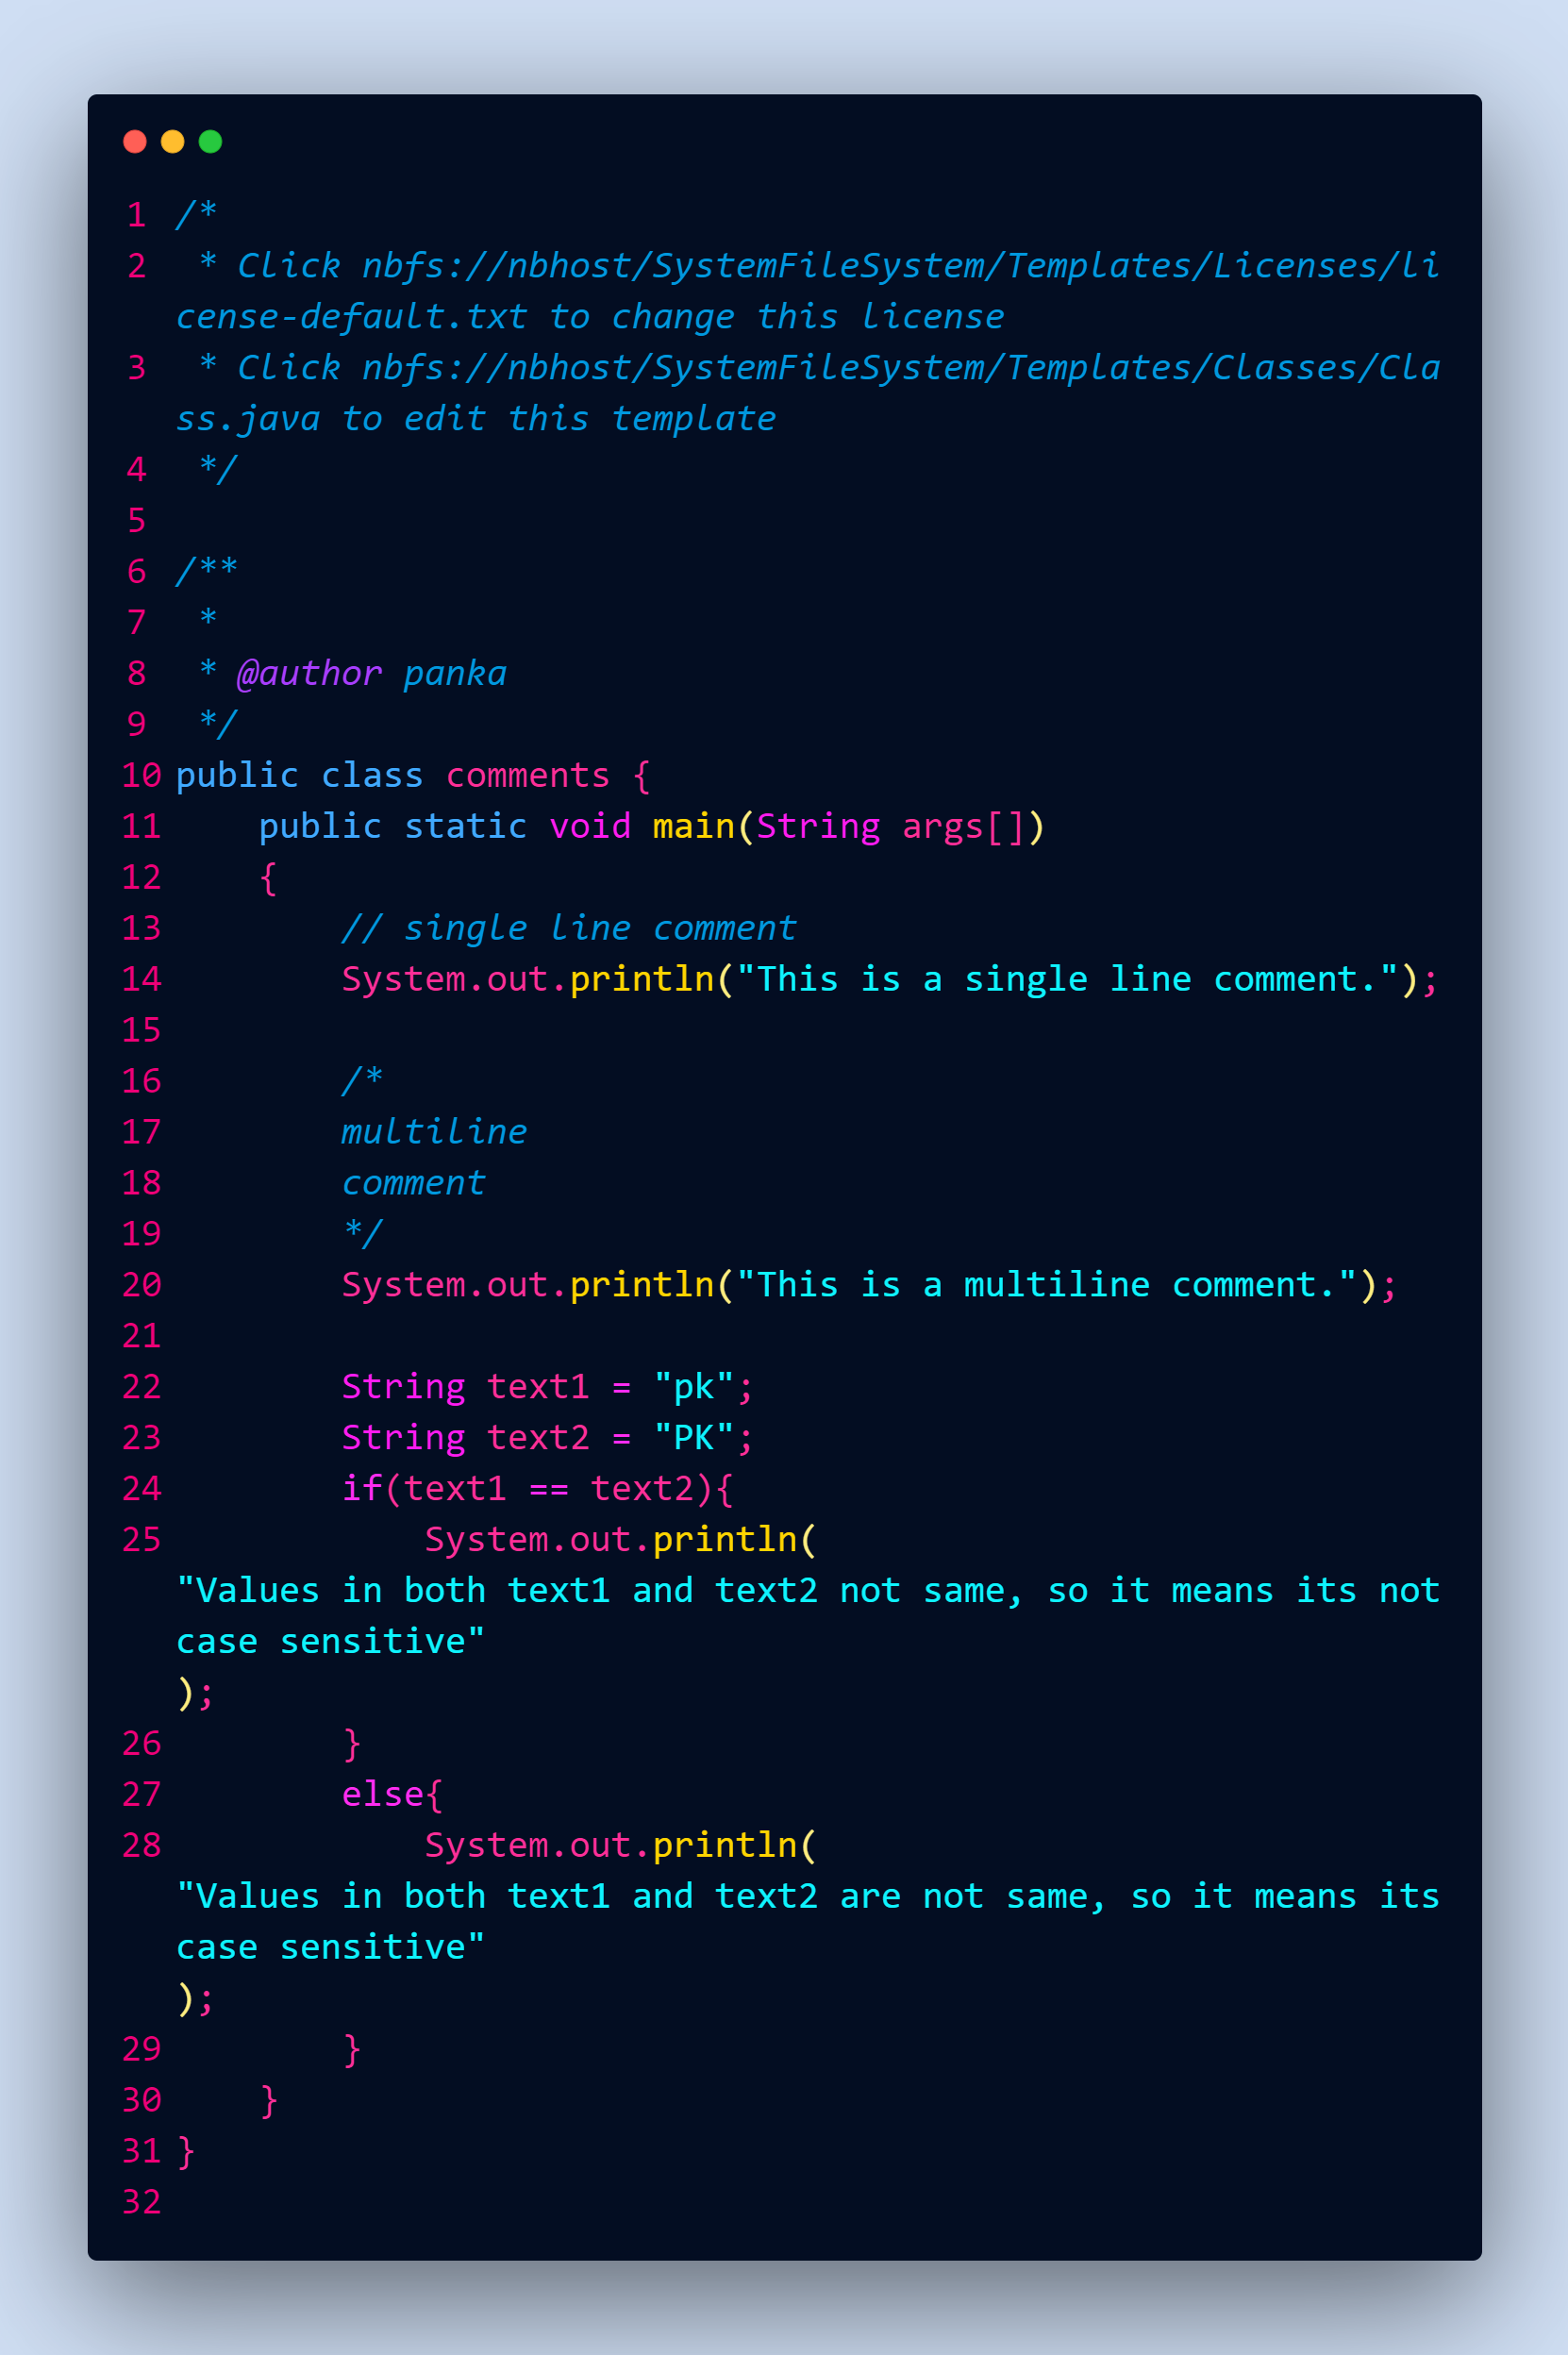 1 /*
2  * Click nbfs://nbhost/SystemFileSystem/Templates/Licenses/li
cense-default.txt to change this license
3  * Click nbfs://nbhost/SystemFileSystem/Templates/Classes/Cla
ss.java to edit this template
4  */
5
6 /**
7  *
8  * @author panka
9  */
10 public class comments {
11     public static void main(String args[])
12     {
13         // single line comment
14         System.out.println("This is a single line comment.");
15
16         /*
17         multiline
18         comment
19         */
20         System.out.println("This is a multiline comment.");
21
22         String text1 = "pk";
23         String text2 = "PK";
24         if(text1 == text2){
25             System.out.println(
"Values in both text1 and text2 not same, so it means its not
case sensitive"
);
26         }
27         else{
28             System.out.println(
"Values in both text1 and text2 are not same, so it means its
case sensitive"
);
29         }
30     }
31 }
32